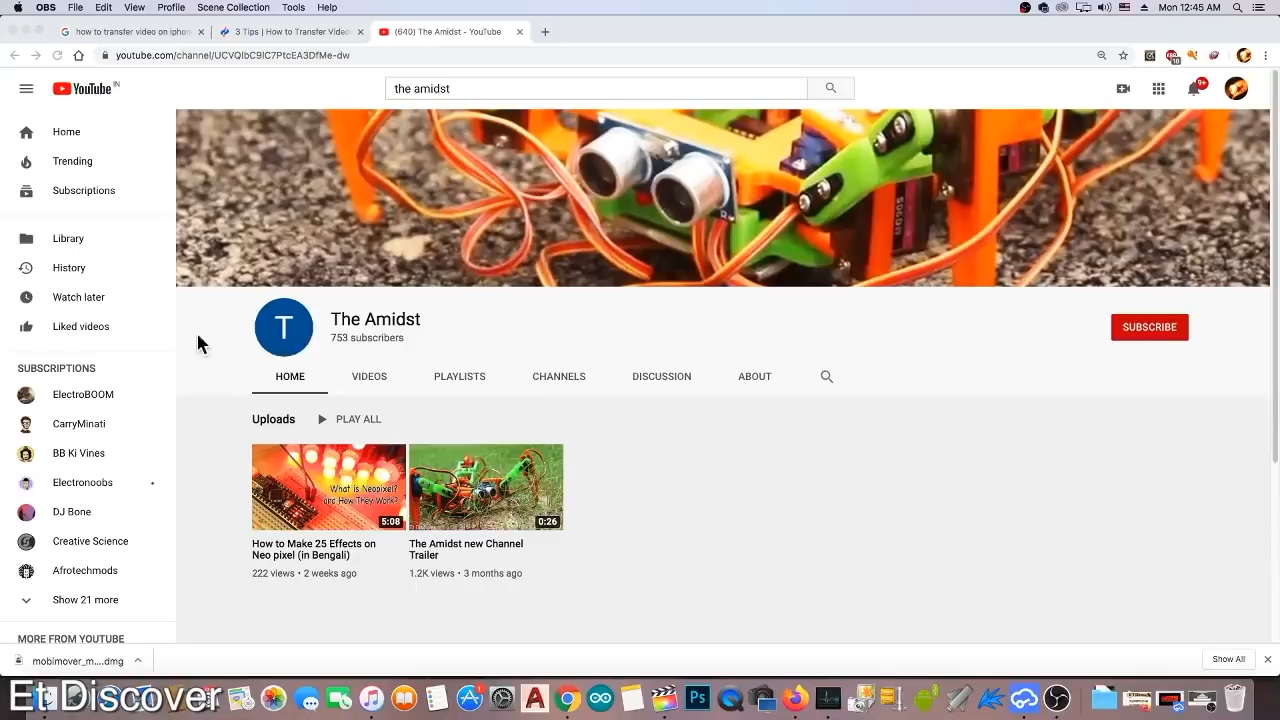 OBS File Edit View Profile Scene Collection Tools Help Mon 12:45 AM
how to transfer video on iphon
3 Tips | How to Transfer Video
(640) The Amidst - YouTube
youtube.com/channel/UCVQIbC9lC7PtcEA3DfMe-dw
YouTube IN
the amidst
9+
Home
Trending
Subscriptions
Library
History
Watch later
Liked videos
SUBSCRIPTIONS
ElectroBOOM
CarryMinati
BB Ki Vines
Electronoobs
DJ Bone
Creative Science
Afrotechmods
Show 21 more
MORE FROM YOUTUBE
T
The Amidst
753 subscribers
SUBSCRIBE
HOME VIDEOS PLAYLISTS CHANNELS DISCUSSION ABOUT
Uploads PLAY ALL
What is Neopixel?
and How They Work?
5:08
0:26
How to Make 25 Effects on
Neo pixel (in Bengali)
222 views • 2 weeks ago
The Amidst new Channel
Trailer
1.2K views • 3 months ago
mobimover_m....dmg
Show All
Et Discover
Ps